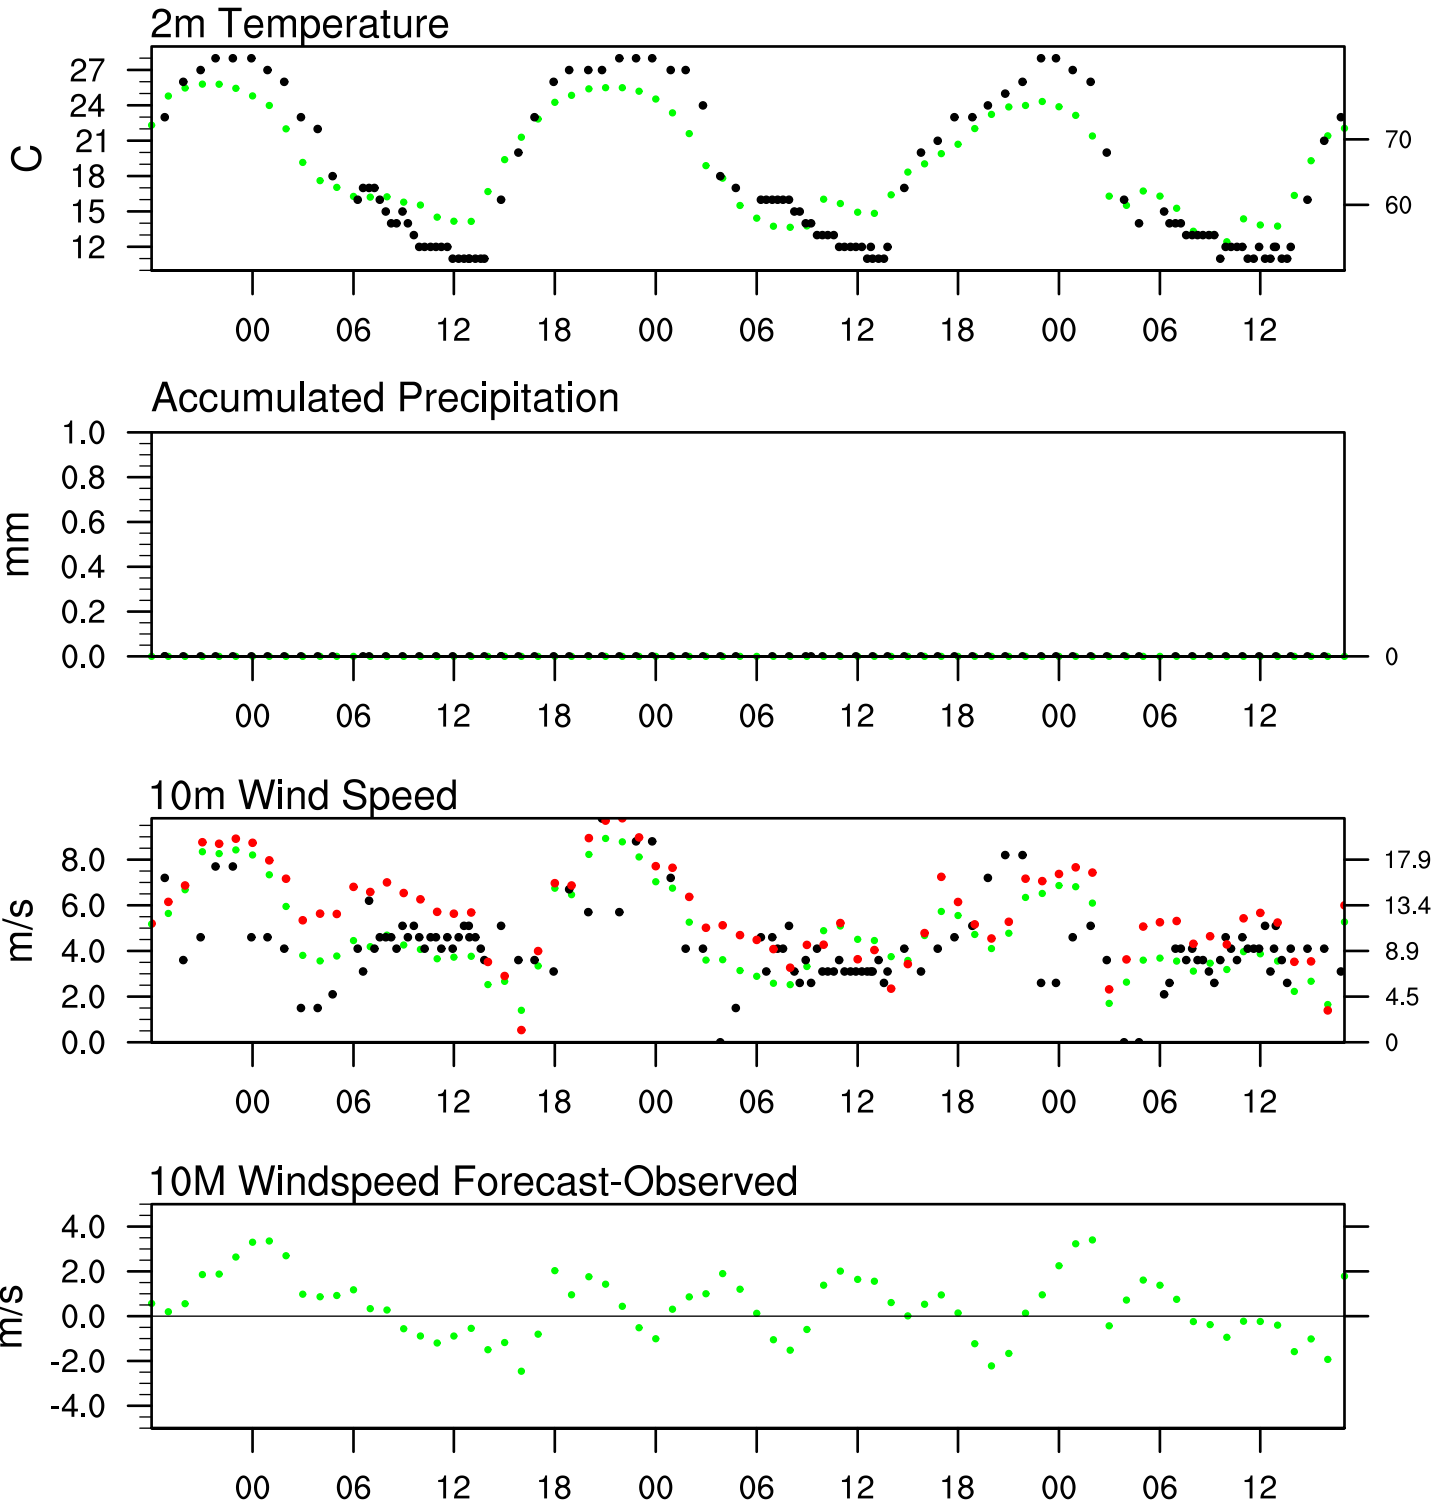 2m Temperature
27
24
21
18
15
12
C
70
60
00 06 12 18 00 06 12 18 00 06 12
Accumulated Precipitation
1.0
0.8
0.6
0.4
0.2
0.0
mm
0
00 06 12 18 00 06 12 18 00 06 12
10m Wind Speed
8.0
6.0
4.0
2.0
0.0
m/s
17.9
13.4
8.9
4.5
0
00 06 12 18 00 06 12 18 00 06 12
10M Windspeed Forecast-Observed
4.0
2.0
0.0
-2.0
-4.0
m/s
00 06 12 18 00 06 12 18 00 06 12